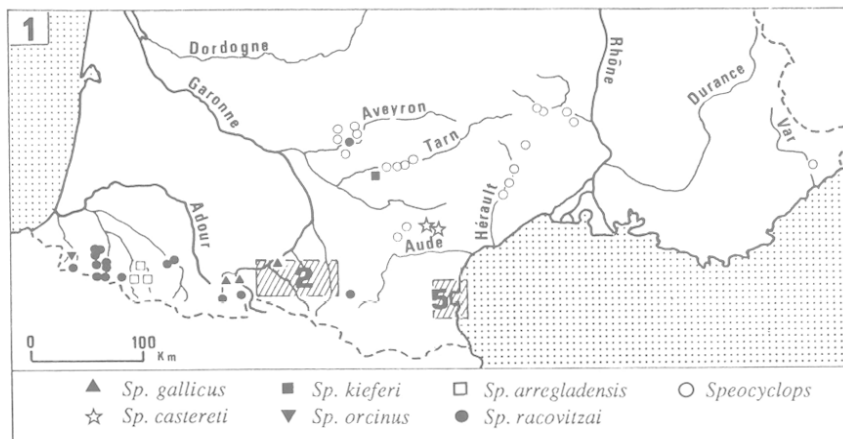 1
Dordogne
Garonne
Rhône
Durance
Var
Aveyron
Tarn
Hérault
Adour
Aude
2
5
0 100
Km
Sp. gallicus Sp. kieferi Sp. arregladensis Speocyclops
Sp. castereti Sp. orcinus Sp. racovitzai